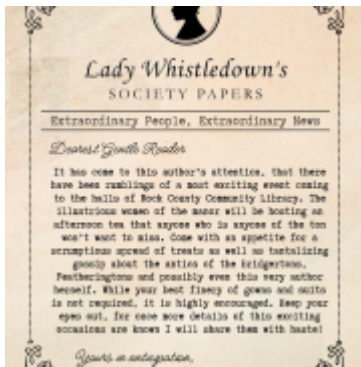 Lady Whistledown's
SOCIETY PAPERS
Extraordinary People, Extraordinary News
Dearest Gentle Reader
It has come to this author's attention, that there
have been rumblings of a most exciting event coming
to the halls of Rock County Community Library. The
illustrious women of the manor will be hosting an
afternoon tea that anyone who is anyone of the ton
won't want to miss. Come with an appetite for a
scrumptious spread of treats as well as tantalizing
gossip about the antics of the Bridgertons,
Featheringtons and possibly even this very author
herself. While your best finery of gowns and suits
is not required, it is highly encouraged. Keep your
eyes out, for once more details of this exciting
occasions are known I will share them with haste!
Yours in anticipation,